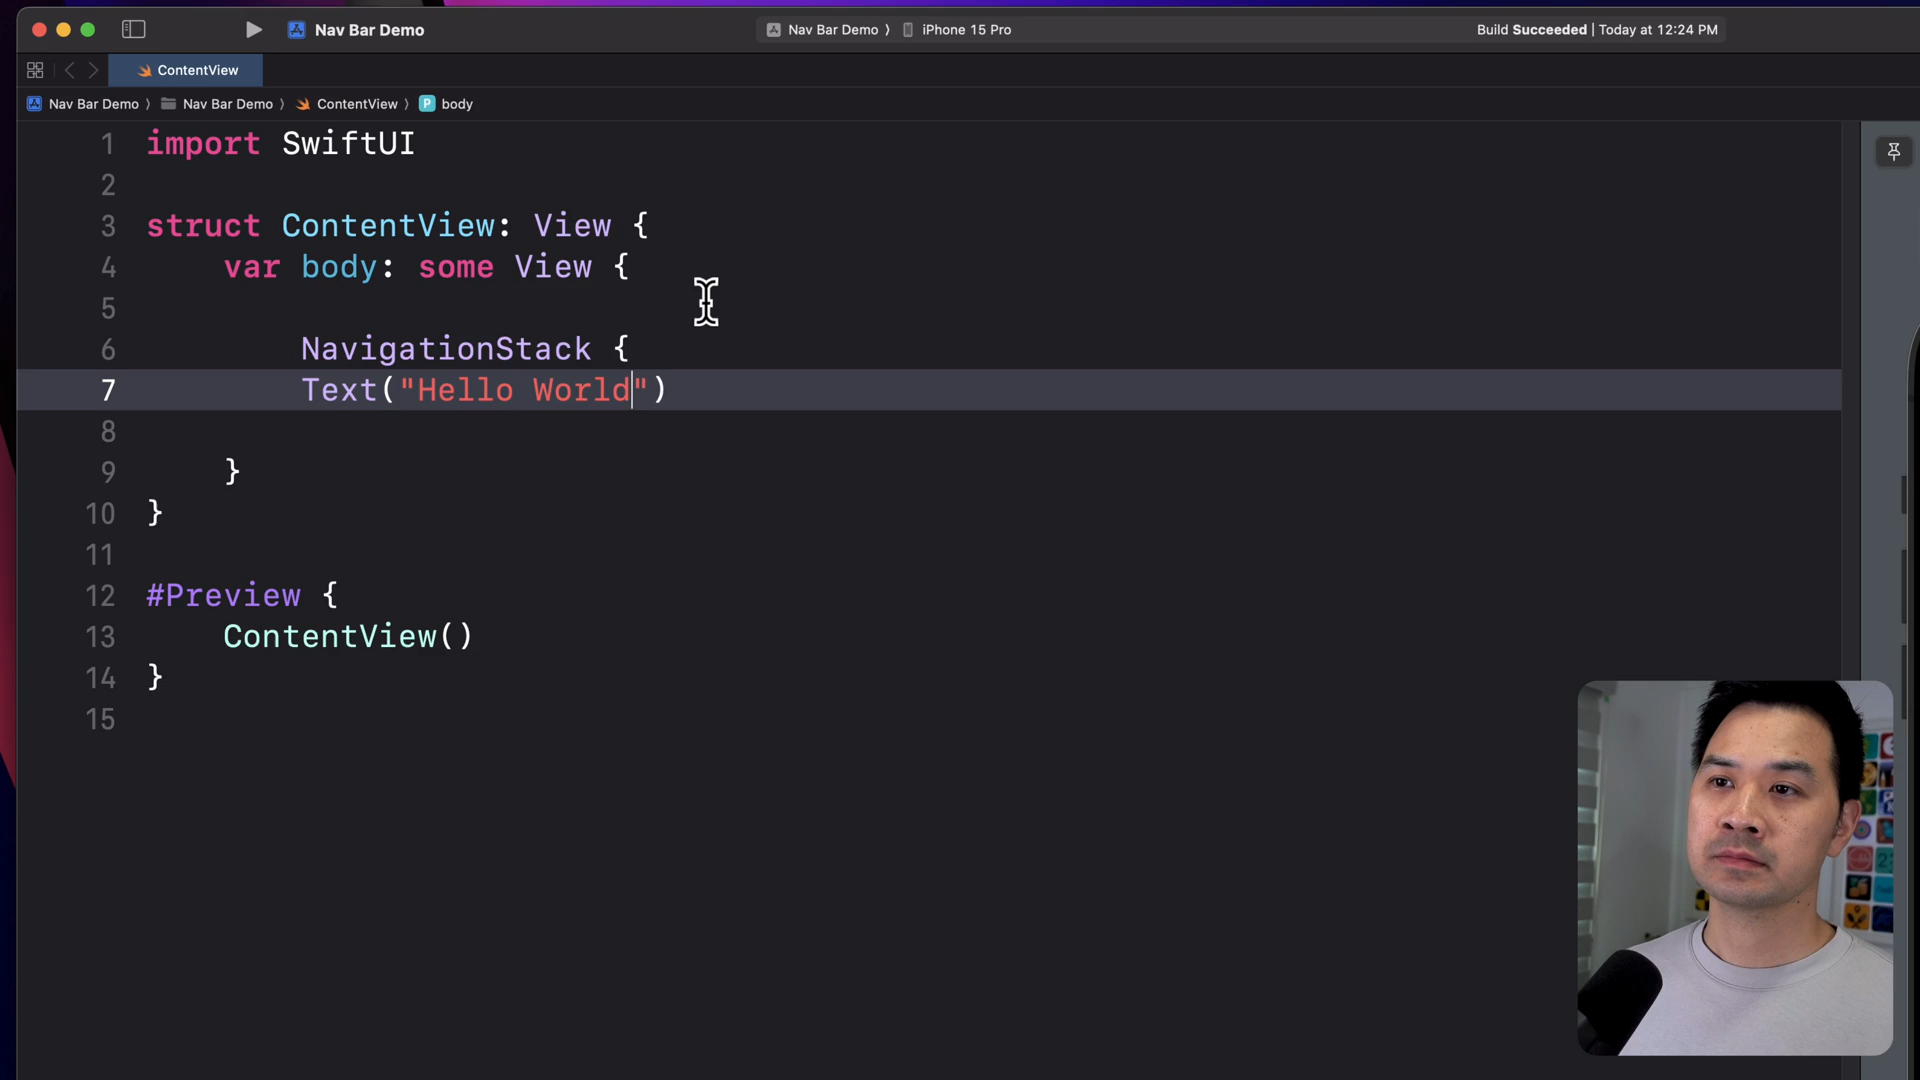 Nav Bar Demo
Nav Bar Demo 〉 iPhone 15 Pro
Build Succeeded | Today at 12:24 PM
ContentView
Nav Bar Demo 〉 Nav Bar Demo 〉 ContentView 〉 P body
1 import SwiftUI
2
3 struct ContentView: View {
4 var body: some View {
5
6 NavigationStack {
7 Text("Hello World")
8
9 }
10 }
11
12 #Preview {
13 ContentView()
14 }
15